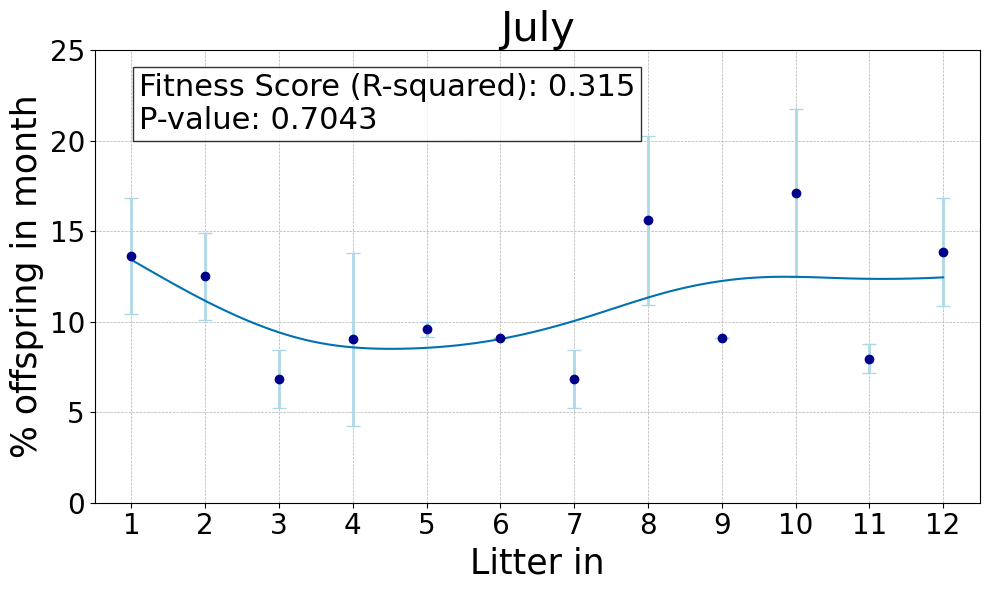 July
Fitness Score (R-squared): 0.315
P-value: 0.7043
% offspring in month
25
20
15
10
5
0
1 2 3 4 5 6 7 8 9 10 11 12
Litter in